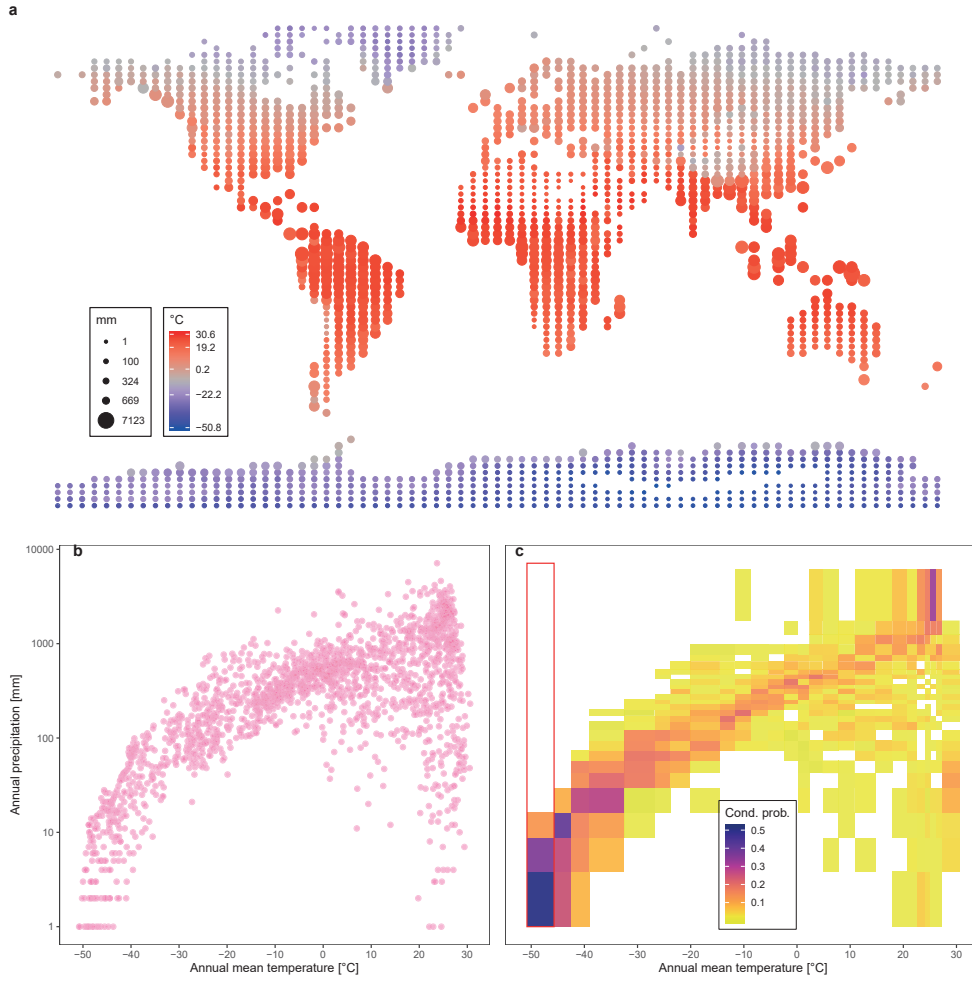 a
mm
1
100
324
669
7123
°C
30.6
19.2
0.2
−22.2
−50.8
b
10000
1000
100
10
1
Annual precipitation [mm]
−50 −40 −30 −20 −10 0 10 20 30
Annual mean temperature [°C]
c
Cond. prob.
0.5
0.4
0.3
0.2
0.1
−50 −40 −30 −20 −10 0 10 20 30
Annual mean temperature [°C]